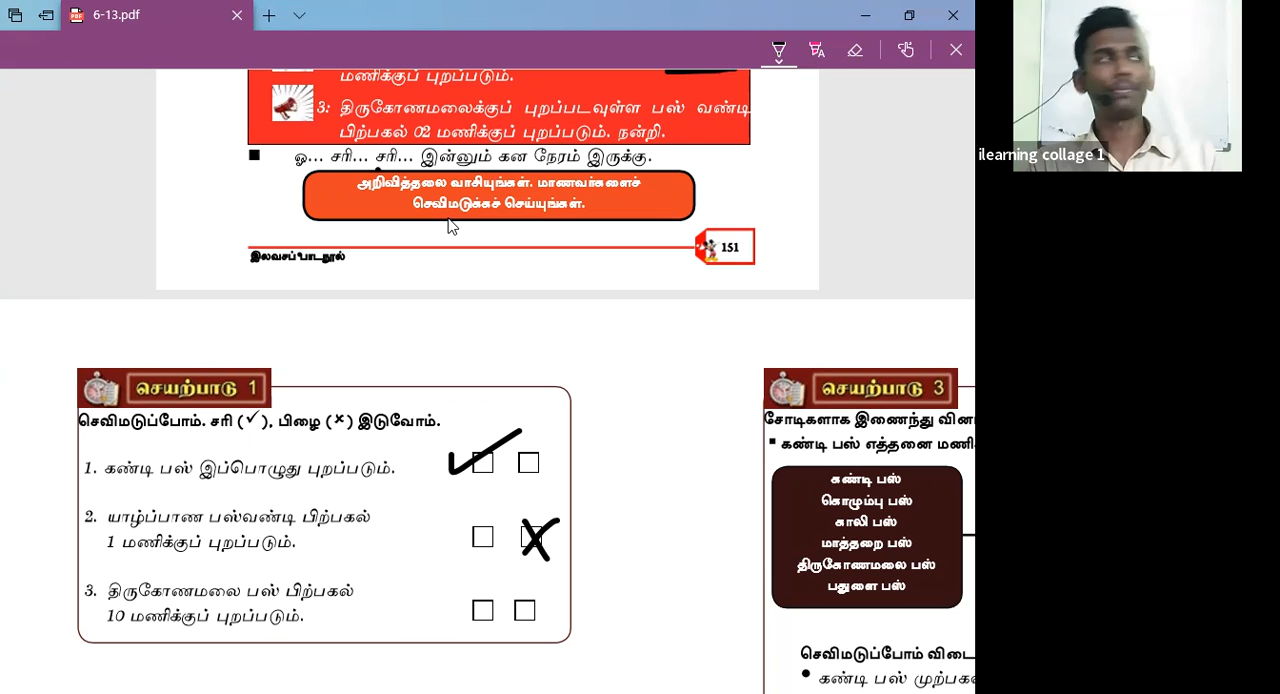 6-13.pdf
மணிக்குப் புறப்படும்.
3: திருகோணமலைக்குப் புறப்படவுள்ள பஸ் வண்டி
பிற்பகல் 02 மணிக்குப் புறப்படும். நன்றி.
ஓ... சரி... சரி... இன்னும் கன நேரம் இருக்கு.
அறிவித்தலை வாசியுங்கள். மாணவர்களைச்
செவிமடுக்கச் செய்யுங்கள்.
151
இலவசப் பாடநூல்
செயற்பாடு 1
செவிமடுப்போம். சரி (✓), பிழை (×) இடுவோம்.
1. கண்டி பஸ் இப்பொழுது புறப்படும்.
2. யாழ்ப்பாண பஸ்வண்டி பிற்பகல்
1 மணிக்குப் புறப்படும்.
3. திருகோணமலை பஸ் பிற்பகல்
10 மணிக்குப் புறப்படும்.
செயற்பாடு 3
சோடிகளாக இணைந்து வின
கண்டி பஸ் எத்தனை மணி
கண்டி பஸ்
கொழும்பு பஸ்
காலி பஸ்
மாத்தறை பஸ்
திருகோணமலை பஸ்
பதுளை பஸ்
செவிமடுப்போம் விடை
கண்டி பஸ் முற்பக
ilearning collage 1